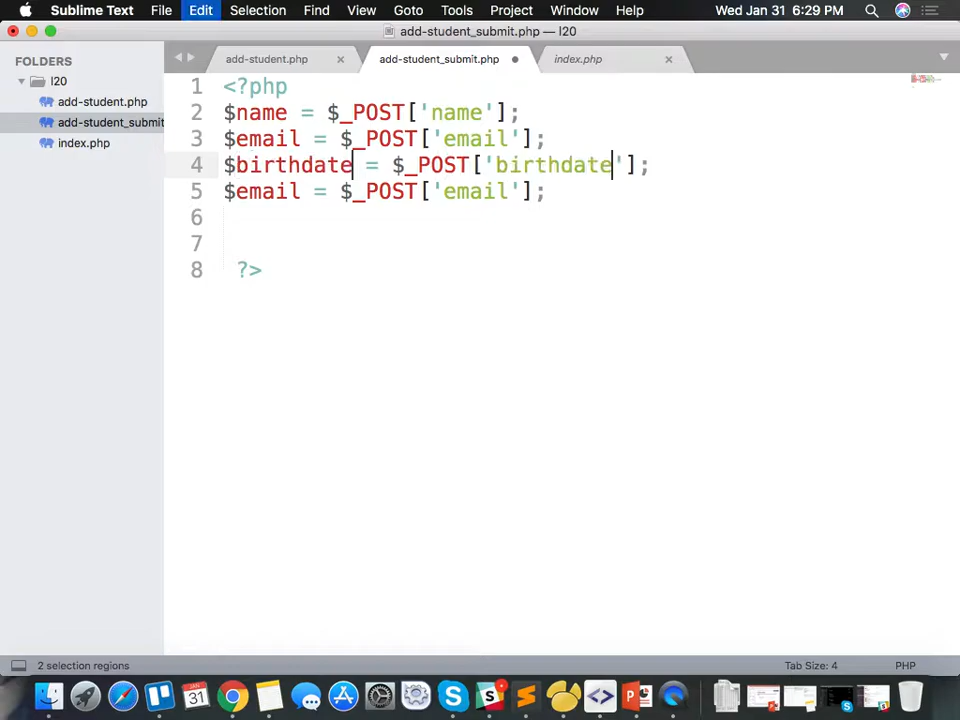 Sublime Text File Edit Selection Find View Goto Tools Project Window Help Wed Jan 31 6:29 PM
add-student_submit.php — l20
FOLDERS
l20
add-student.php
add-student_submit
index.php
add-student.php × add-student_submit.php index.php ×
1 <?php
2 $name = $_POST['name'];
3 $email = $_POST['email'];
4 $birthdate = $_POST['birthdate'];
5 $email = $_POST['email'];
6
7
8 ?>
2 selection regions Tab Size: 4 PHP
JAN
31